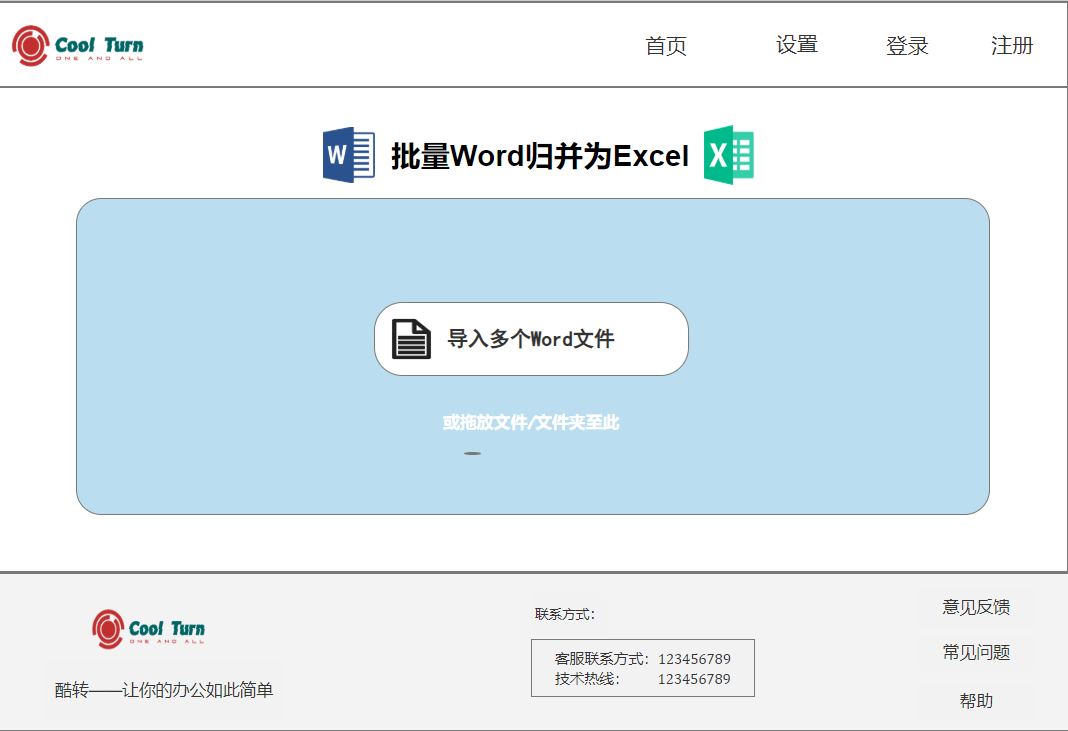 Cool Turn
ONE AND ALL
首页 设置 登录 注册
W 批量Word归并为Excel X
导入多个Word文件
或拖放文件/文件夹至此
Cool Turn
ONE AND ALL
酷转——让你的办公如此简单
联系方式:
客服联系方式: 123456789
技术热线: 123456789
意见反馈
常见问题
帮助